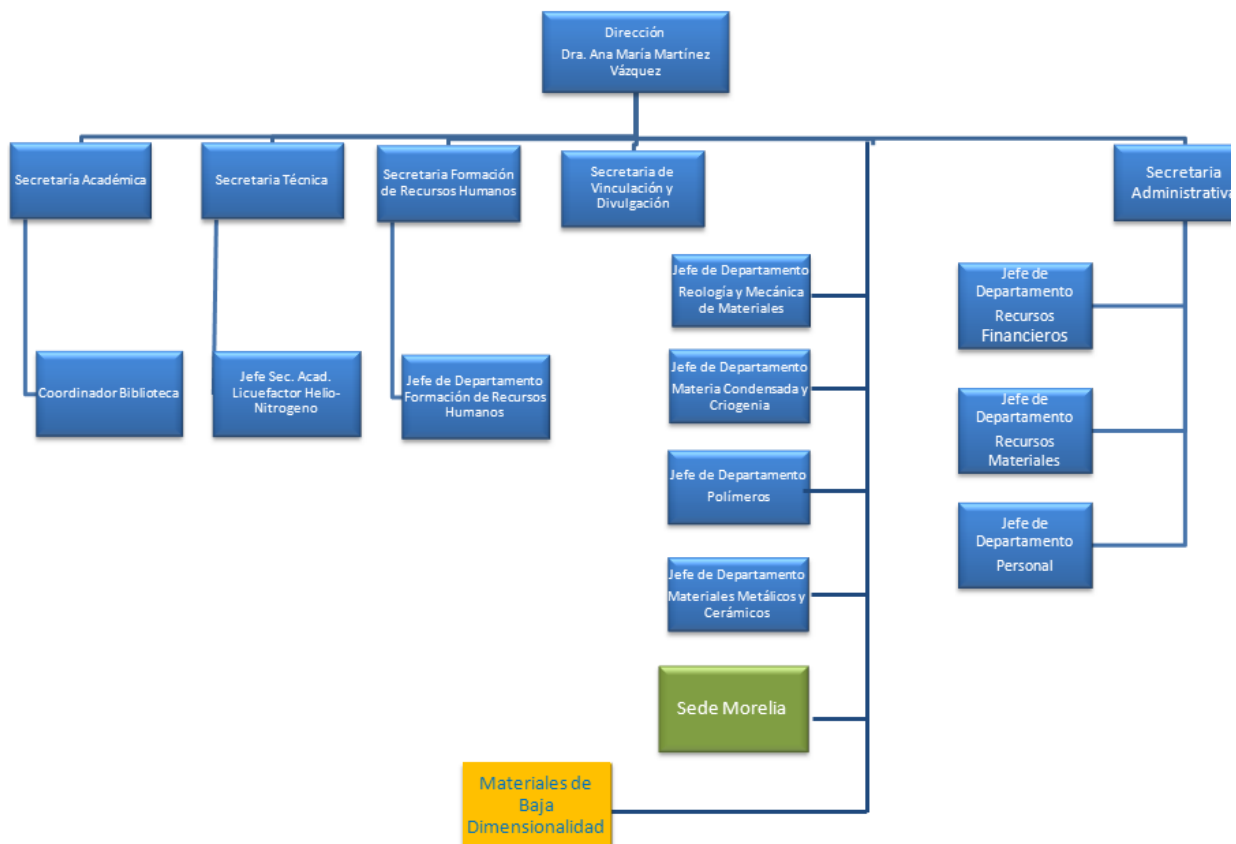 Dirección
Dra. Ana María Martínez
Vázquez
Secretaría Académica
Secretaria Técnica
Secretaria Formación
de Recursos Humanos
Secretaria de
Vinculación y
Divulgación
Secretaria
Administrativa
Jefe de Departamento
Reología y Mecánica
de Materiales
Jefe de
Departamento
Recursos
Financieros
Coordinador Biblioteca
Jefe Sec. Acad.
Licuefactor Helio-
Nitrogeno
Jefe de Departamento
Formación de Recursos
Humanos
Jefe de Departamento
Materia Condensada y
Criogenia
Jefe de
Departamento
Recursos
Materiales
Jefe de Departamento
Polímeros
Jefe de
Departamento
Personal
Jefe de Departamento
Materiales Metálicos y
Cerámicos
Sede Morelia
Materiales de
Baja
Dimensionalidad